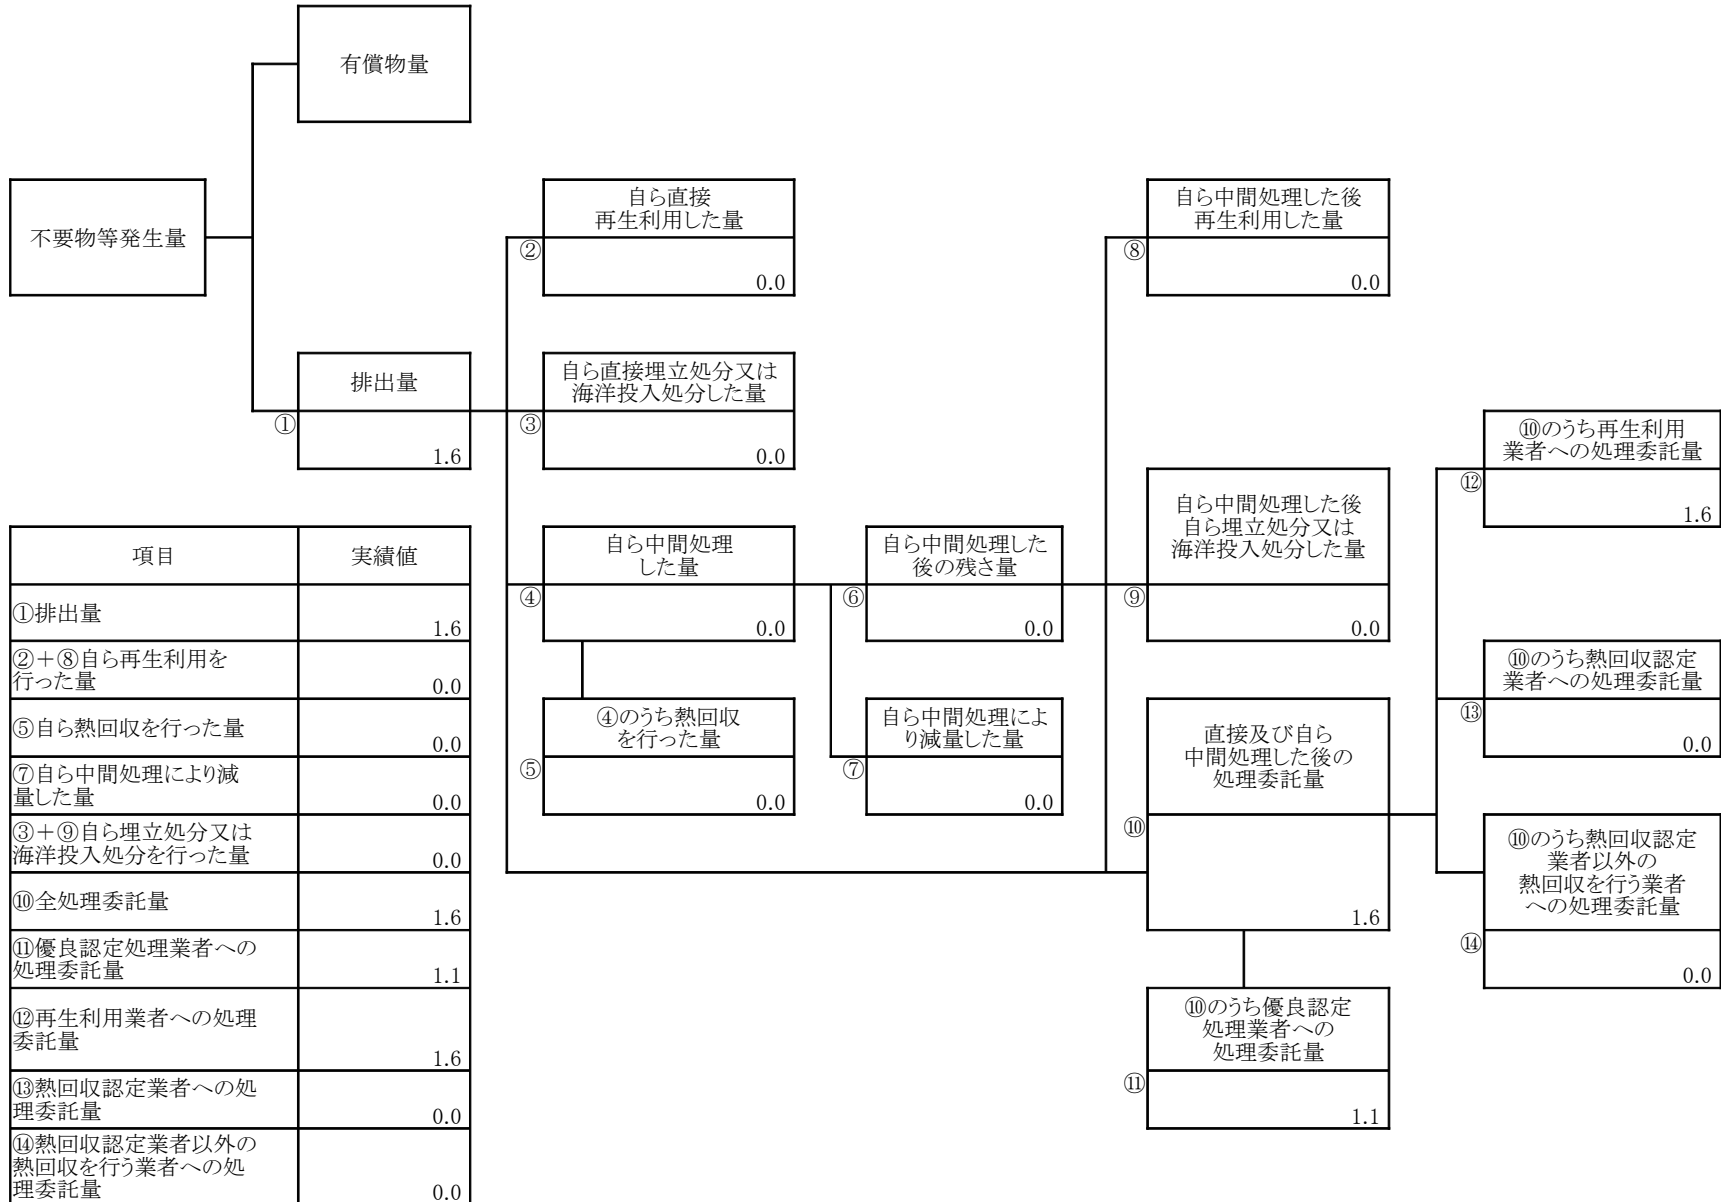 有償物量
不要物等発生量
自ら直接
再生利用した量
②
0.0
自ら中間処理した後
再生利用した量
⑧
0.0
排出量
①
1.6
自ら直接埋立処分又は
海洋投入処分した量
③
0.0
⑩のうち再生利用
業者への処理委託量
⑫
1.6
自ら中間処理
した量
④
0.0
自ら中間処理した
後の残さ量
⑥
0.0
自ら中間処理した後
自ら埋立処分又は
海洋投入処分した量
⑨
0.0
⑩のうち熱回収認定
業者への処理委託量
⑬
0.0
④のうち熱回収
を行った量
⑤
0.0
自ら中間処理によ
り減量した量
⑦
0.0
直接及び自ら
中間処理した後の
処理委託量
⑩
1.6
⑩のうち熱回収認定
業者以外の
熱回収を行う業者
への処理委託量
⑭
0.0
⑩のうち優良認定
処理業者への
処理委託量
⑪
1.1
項目 実績値
①排出量 1.6
②＋⑧自ら再生利用を
行った量 0.0
⑤自ら熱回収を行った量 0.0
⑦自ら中間処理により減
量した量 0.0
③＋⑨自ら埋立処分又は
海洋投入処分を行った量 0.0
⑩全処理委託量 1.6
⑪優良認定処理業者への
処理委託量 1.1
⑫再生利用業者への処理
委託量 1.6
⑬熱回収認定業者への処
理委託量 0.0
⑭熱回収認定業者以外の
熱回収を行う業者への処
理委託量 0.0